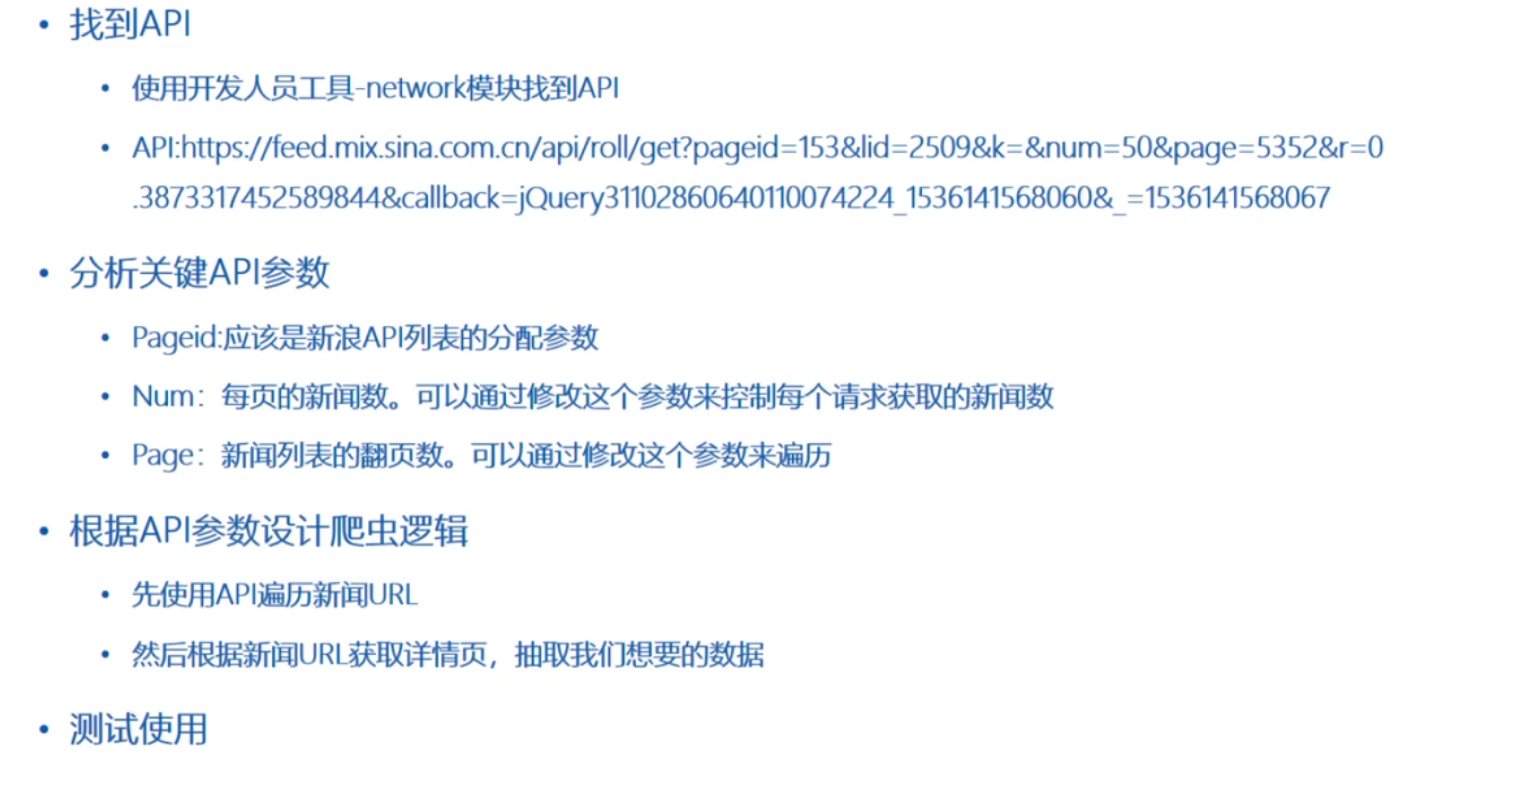 • 找到API
• 使用开发人员工具-network模块找到API
• API:https://feed.mix.sina.com.cn/api/roll/get?pageid=153&lid=2509&k=&num=50&page=5352&r=0
.3873317452589844&callback=jQuery31102860640110074224_1536141568060&_=1536141568067
• 分析关键API参数
• Pageid:应该是新浪API列表的分配参数
• Num：每页的新闻数。可以通过修改这个参数来控制每个请求获取的新闻数
• Page：新闻列表的翻页数。可以通过修改这个参数来遍历
• 根据API参数设计爬虫逻辑
• 先使用API遍历新闻URL
• 然后根据新闻URL获取详情页，抽取我们想要的数据
• 测试使用